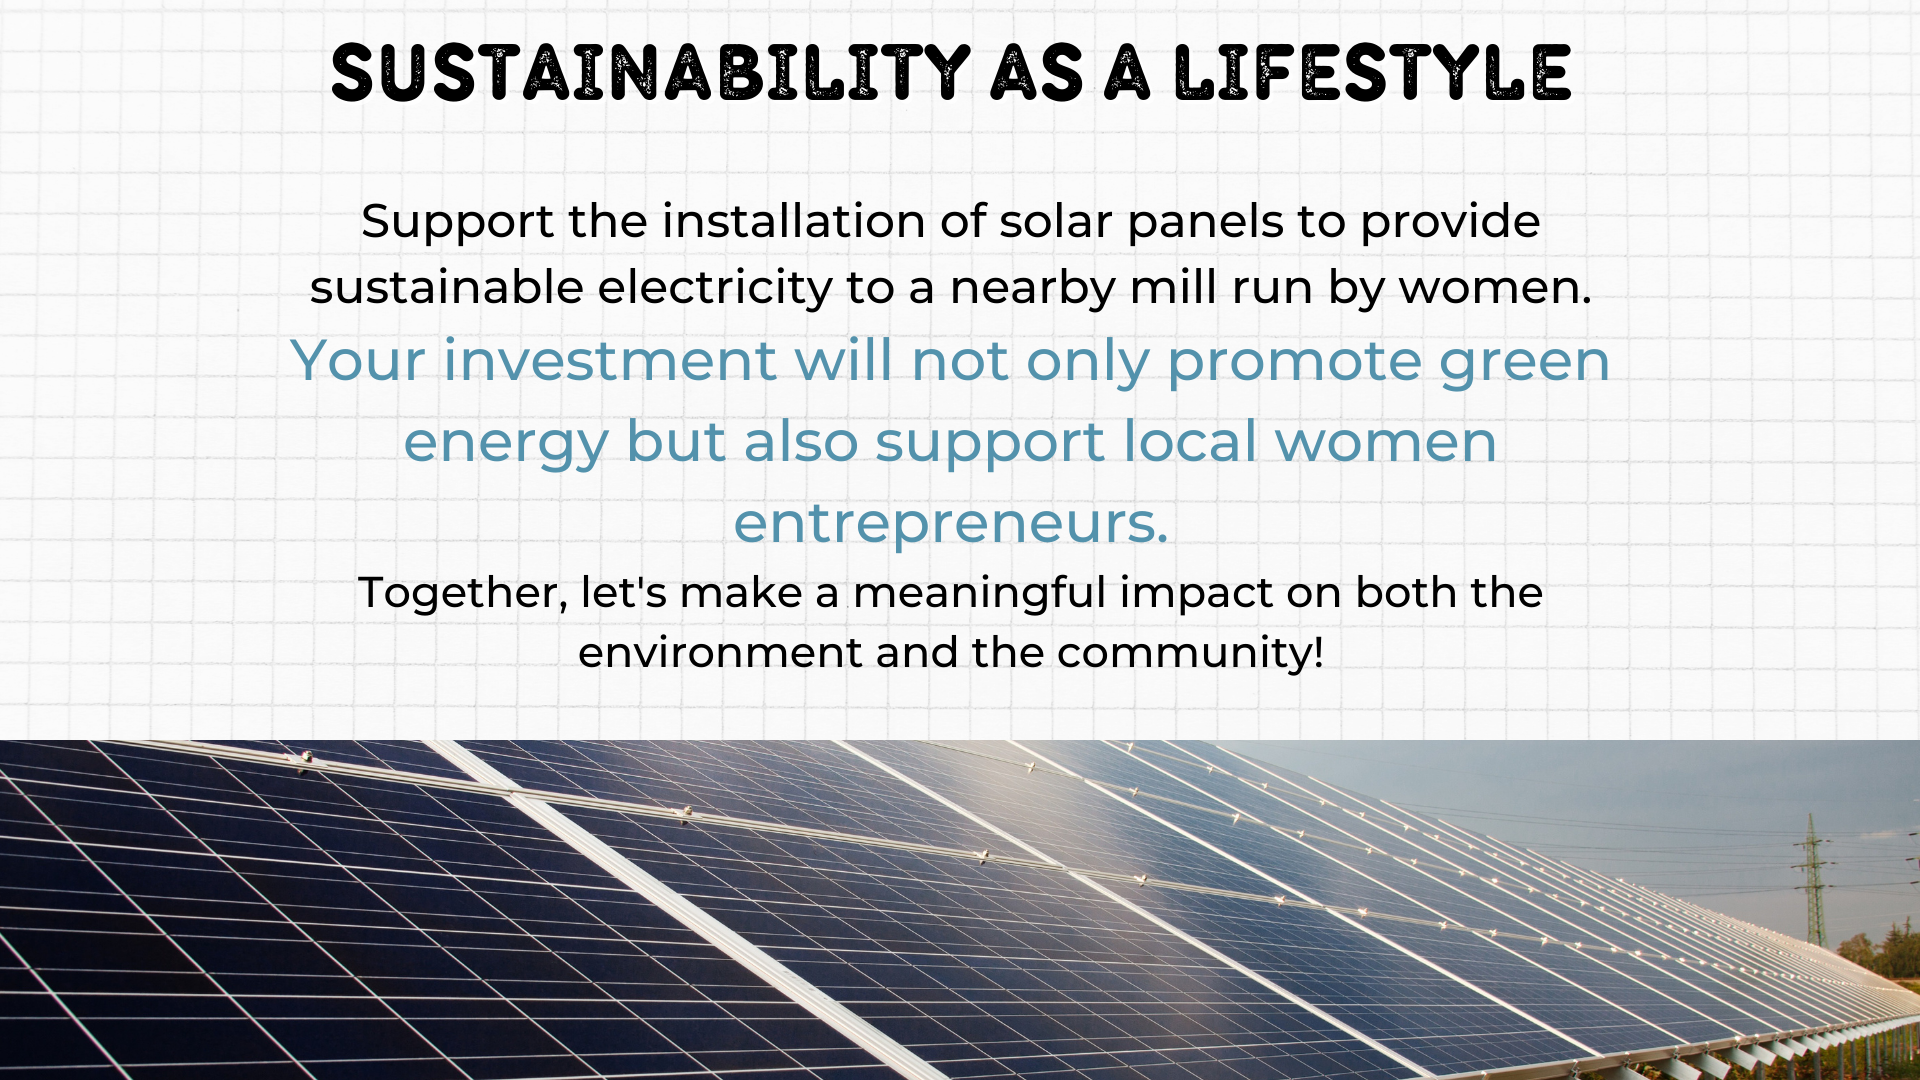 SUSTAINABILITY AS A LIFESTYLE
Support the installation of solar panels to provide
sustainable electricity to a nearby mill run by women.
Your investment will not only promote green
energy but also support local women
entrepreneurs.
Together, let's make a meaningful impact on both the
environment and the community!